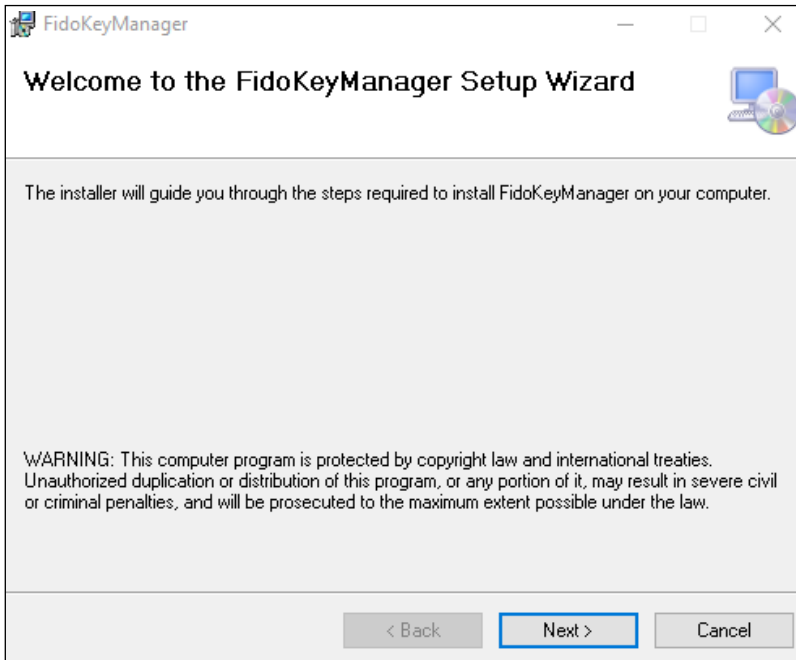 FidoKeyManager
Welcome to the FidoKeyManager Setup Wizard
The installer will guide you through the steps required to install FidoKeyManager on your computer.
WARNING: This computer program is protected by copyright law and international treaties.
Unauthorized duplication or distribution of this program, or any portion of it, may result in severe civil
or criminal penalties, and will be prosecuted to the maximum extent possible under the law.
< Back Next > Cancel